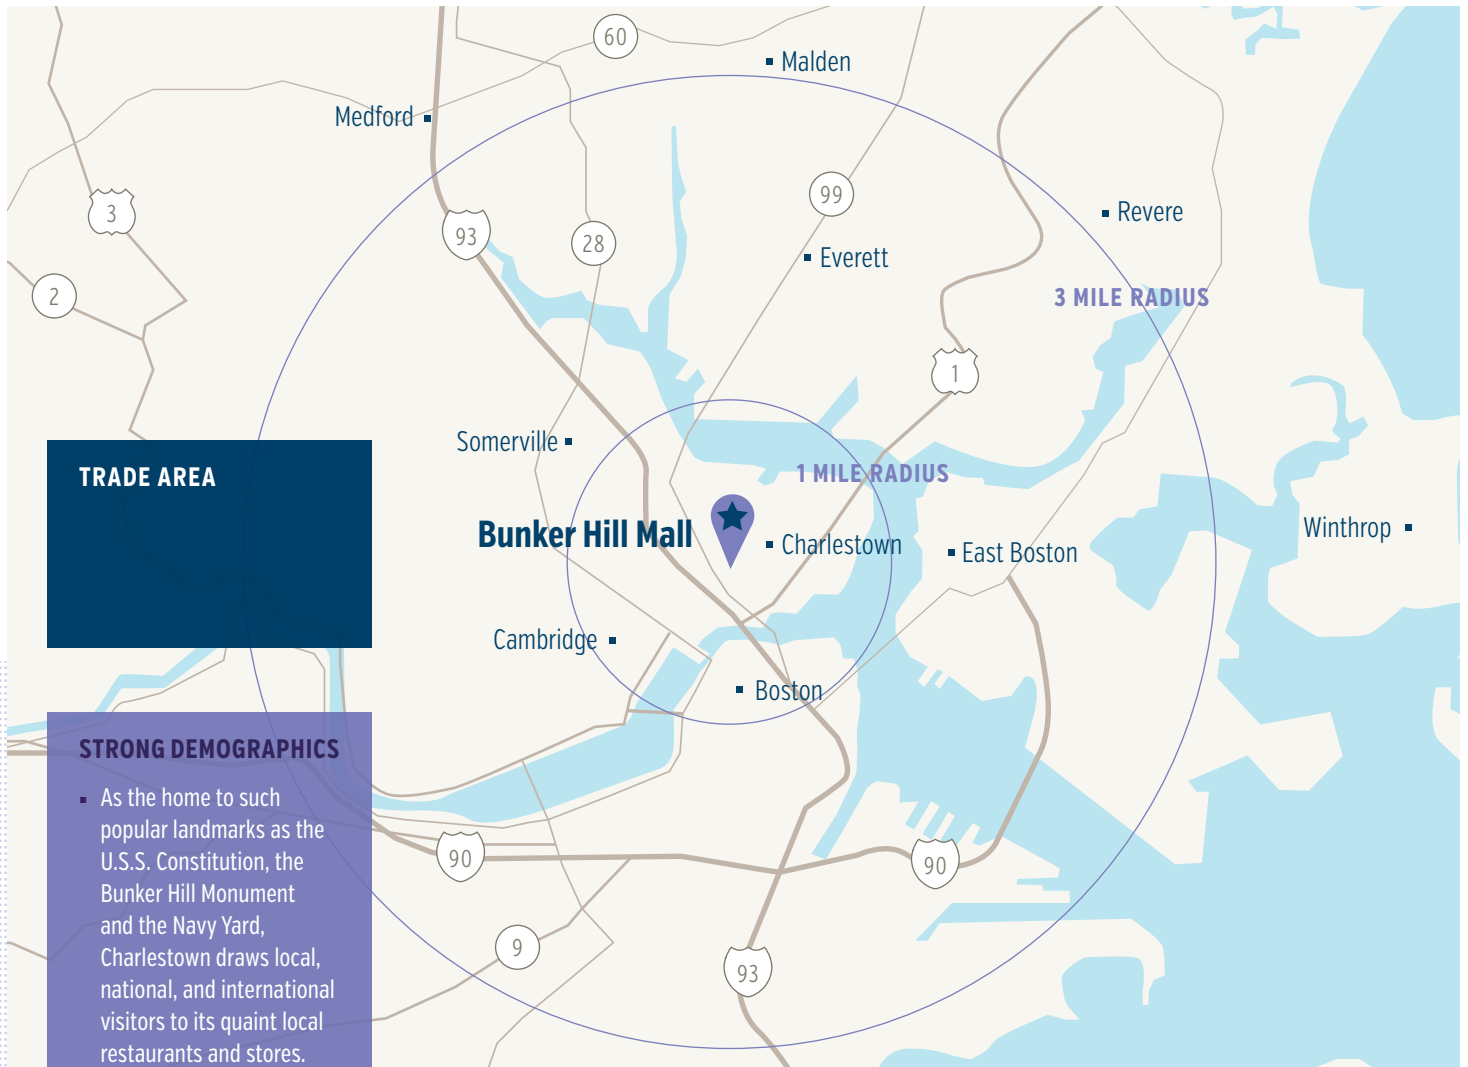 60
Malden
Medford
3
99
93
28
Revere
Everett
2
3 MILE RADIUS
1
Somerville
TRADE AREA
1 MILE RADIUS
Bunker Hill Mall
Charlestown
East Boston
Winthrop
Cambridge
Boston
STRONG DEMOGRAPHICS
As the home to such
popular landmarks as the
U.S.S. Constitution, the
Bunker Hill Monument
and the Navy Yard,
Charlestown draws local,
national, and international
visitors to its quaint local
restaurants and stores.
90
90
9
93